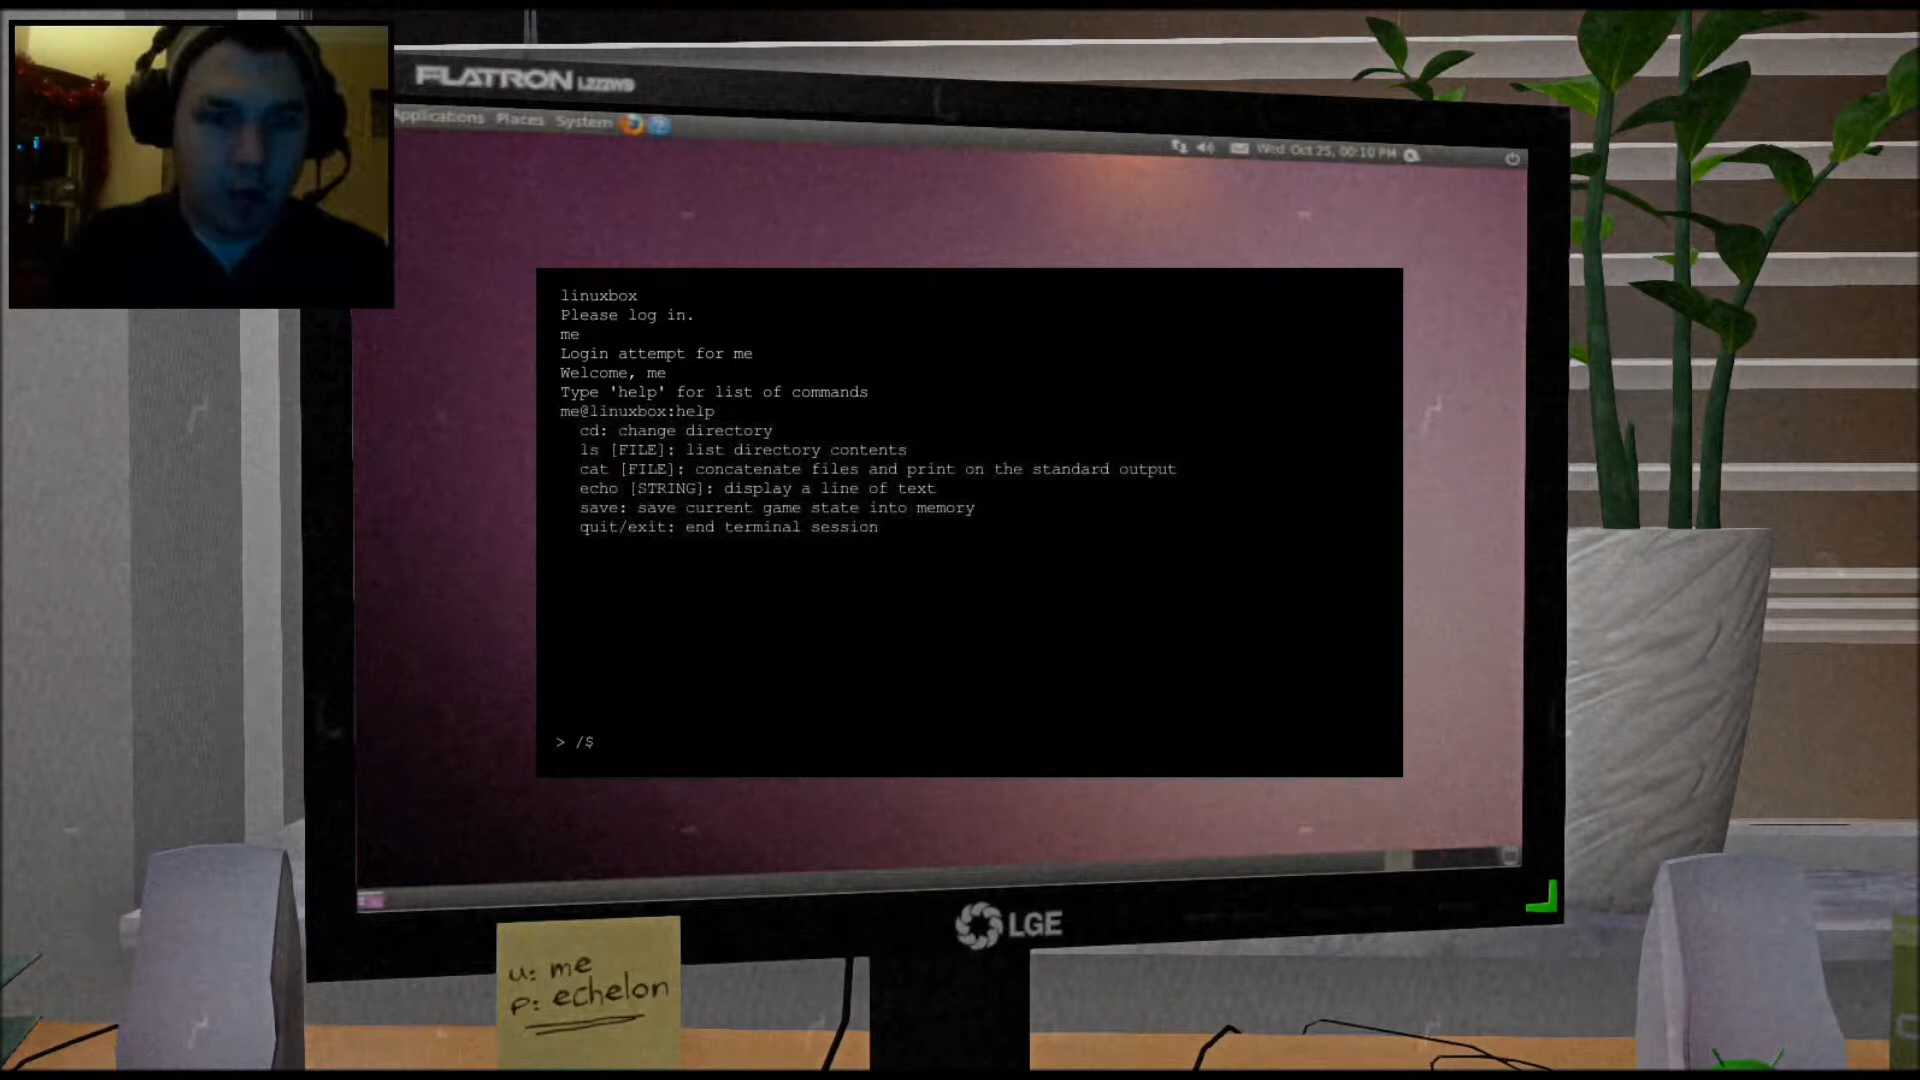 FLATRON L222WS
Applications Places System
Wed Oct 25, 00:10 PM
linuxbox
Please log in.
me
Login attempt for me
Welcome, me
Type 'help' for list of commands
me@linuxbox:help
cd: change directory
ls [FILE]: list directory contents
cat [FILE]: concatenate files and print on the standard output
echo [STRING]: display a line of text
save: save current game state into memory
quit/exit: end terminal session
> /$
LGE
u: me
p: echelon